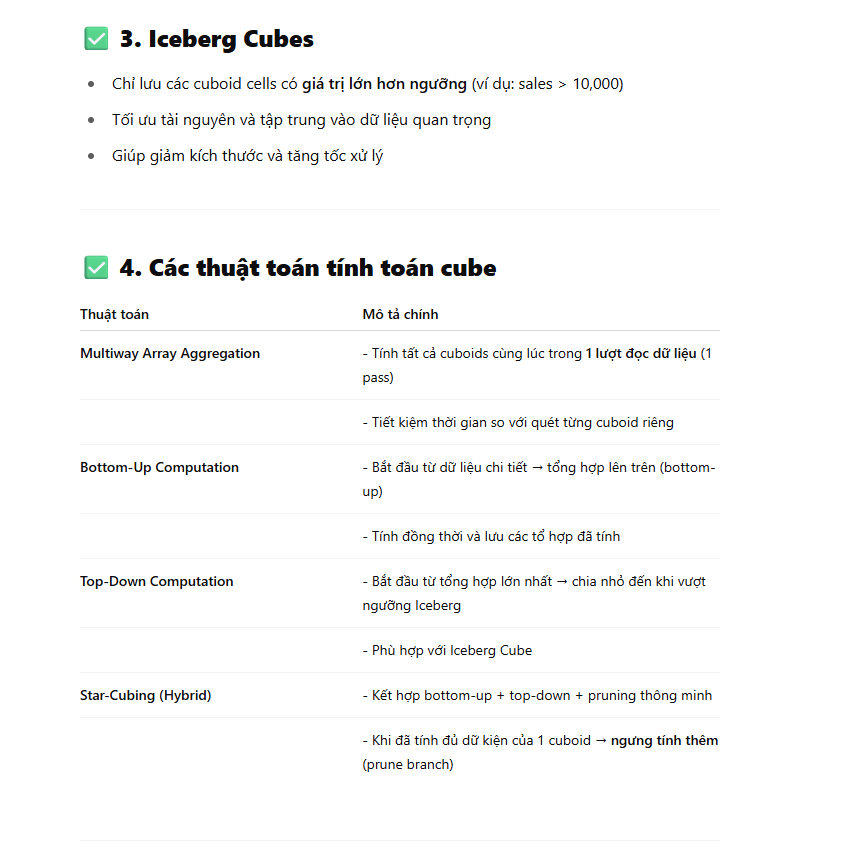 ✅ 3. Iceberg Cubes
• Chỉ lưu các cuboid cells có giá trị lớn hơn ngưỡng (ví dụ: sales > 10,000)
• Tối ưu tài nguyên và tập trung vào dữ liệu quan trọng
• Giúp giảm kích thước và tăng tốc xử lý
✅ 4. Các thuật toán tính toán cube
Thuật toán Mô tả chính
Multiway Array Aggregation - Tính tất cả cuboids cùng lúc trong 1 lượt đọc dữ liệu (1
pass)
- Tiết kiệm thời gian so với quét từng cuboid riêng
Bottom-Up Computation - Bắt đầu từ dữ liệu chi tiết → tổng hợp lên trên (bottom-
up)
- Tính đồng thời và lưu các tổ hợp đã tính
Top-Down Computation - Bắt đầu từ tổng hợp lớn nhất → chia nhỏ đến khi vượt
ngưỡng Iceberg
- Phù hợp với Iceberg Cube
Star-Cubing (Hybrid) - Kết hợp bottom-up + top-down + pruning thông minh
- Khi đã tính đủ dữ kiện của 1 cuboid → ngưng tính thêm
(prune branch)